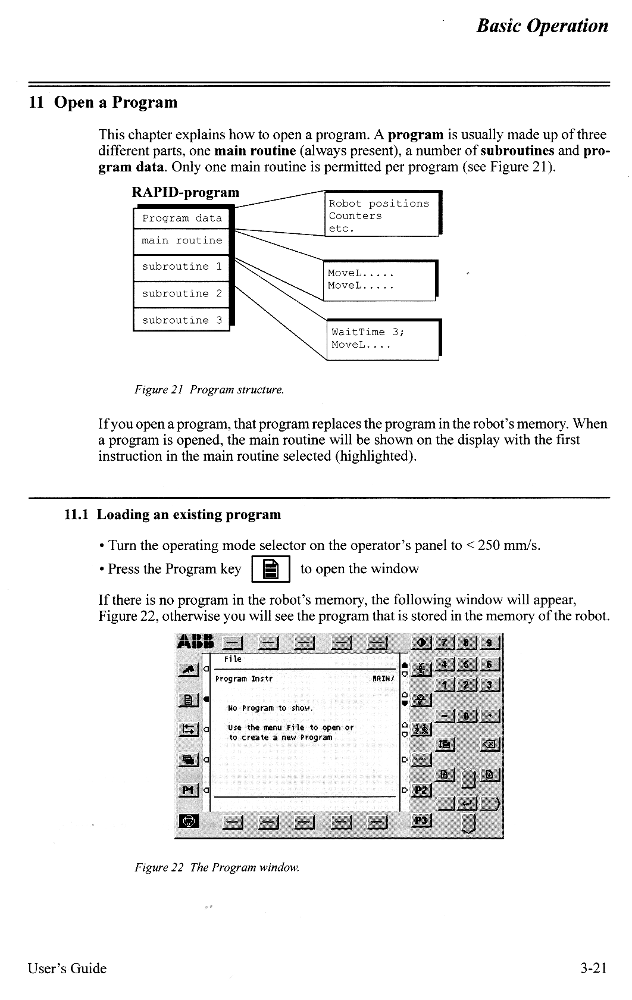 Basic Operation
11 Open a Program
This chapter explains how to open a program. A program is usually made up of three
different parts, one main routine (always present), a number of subroutines and pro-
gram data. Only one main routine is permitted per program (see Figure 21).
RAPID-program
Program data
main routine
subroutine 1
subroutine 2
subroutine 3
Robot positions
Counters
etc.
MoveL.....
MoveL.....
WaitTime 3;
MoveL....
Figure 21 Program structure.
If you open a program, that program replaces the program in the robot's memory. When
a program is opened, the main routine will be shown on the display with the first
instruction in the main routine selected (highlighted).
11.1 Loading an existing program
• Turn the operating mode selector on the operator's panel to < 250 mm/s.
• Press the Program key to open the window
If there is no program in the robot's memory, the following window will appear,
Figure 22, otherwise you will see the program that is stored in the memory of the robot.
ABB
7 8 9
File
4 5 6
Program Instr MAIN/
1 2 3
No Program to show.
- 0 .
Use the menu File to open or
to create a new Program
P1
P2
P3
Figure 22 The Program window.
User's Guide 3-21